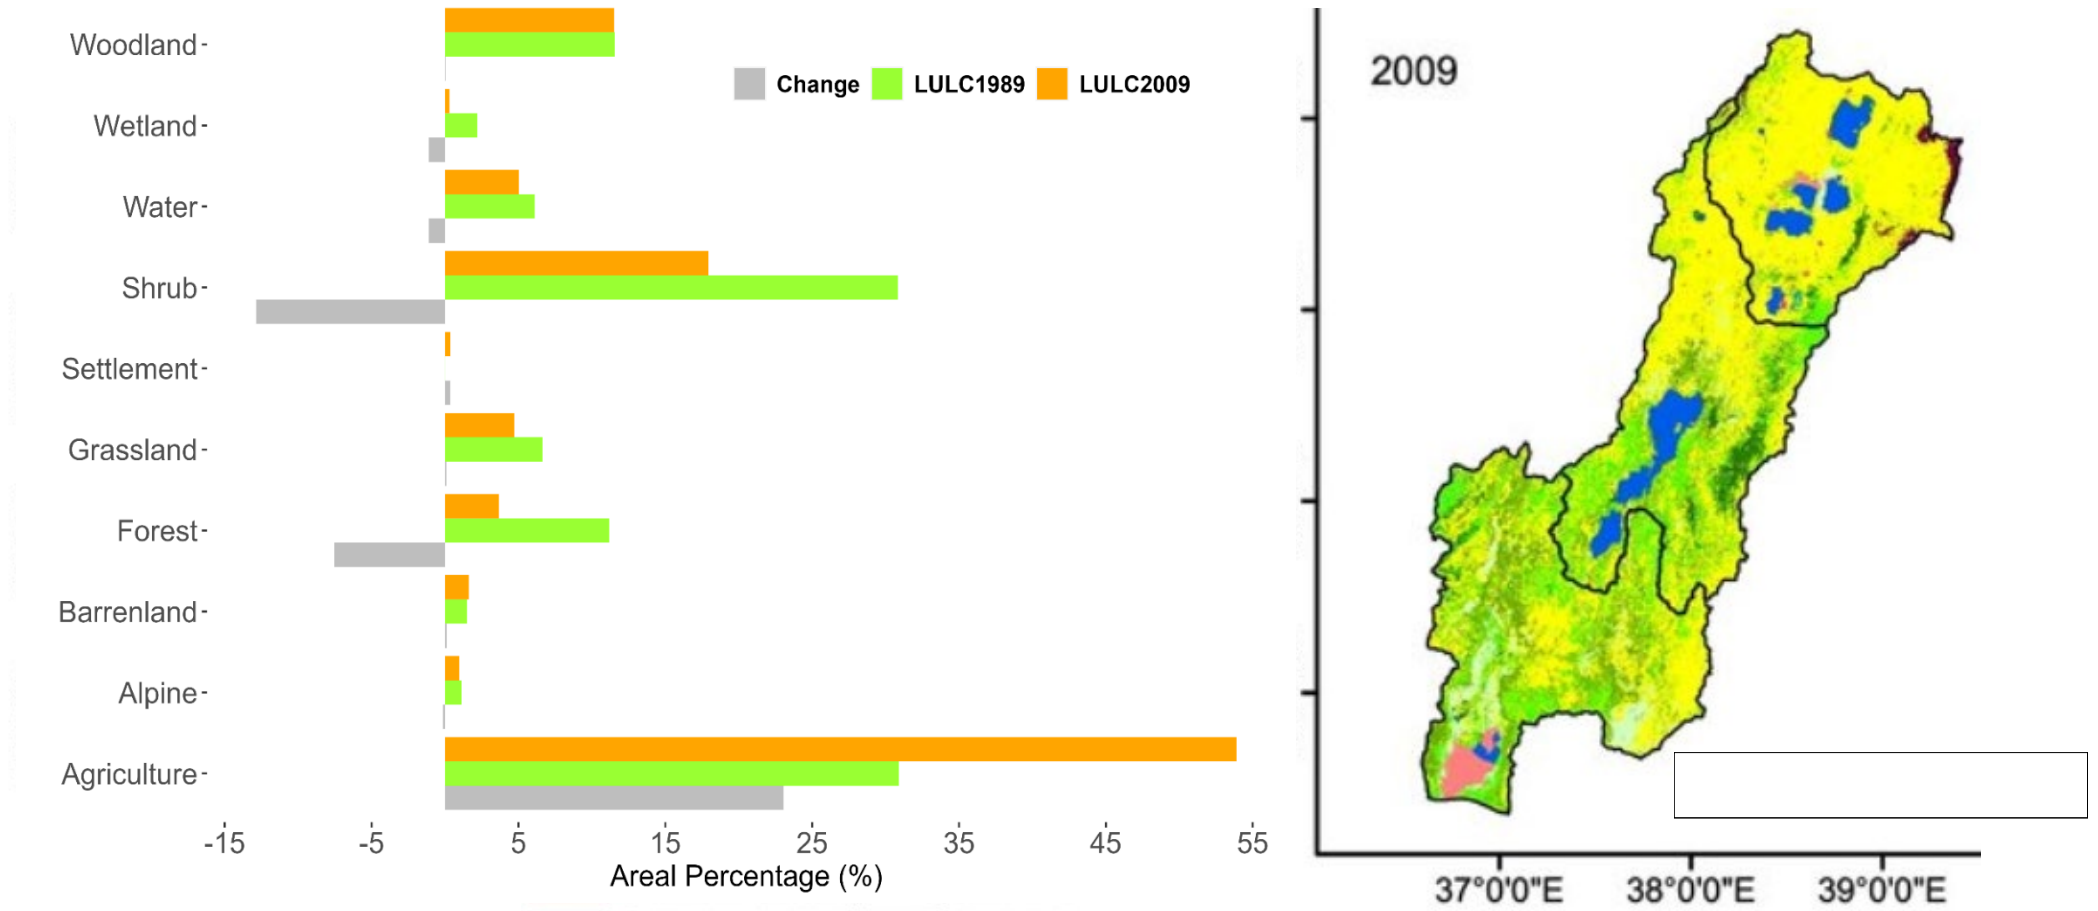 Woodland
Wetland
Water
Shrub
Settlement
Grassland
Forest
Barrenland
Alpine
Agriculture
Change LULC1989 LULC2009
-15 -5 5 15 25 35 45 55
Areal Percentage (%)
2009
37°0'0"E 38°0'0"E 39°0'0"E